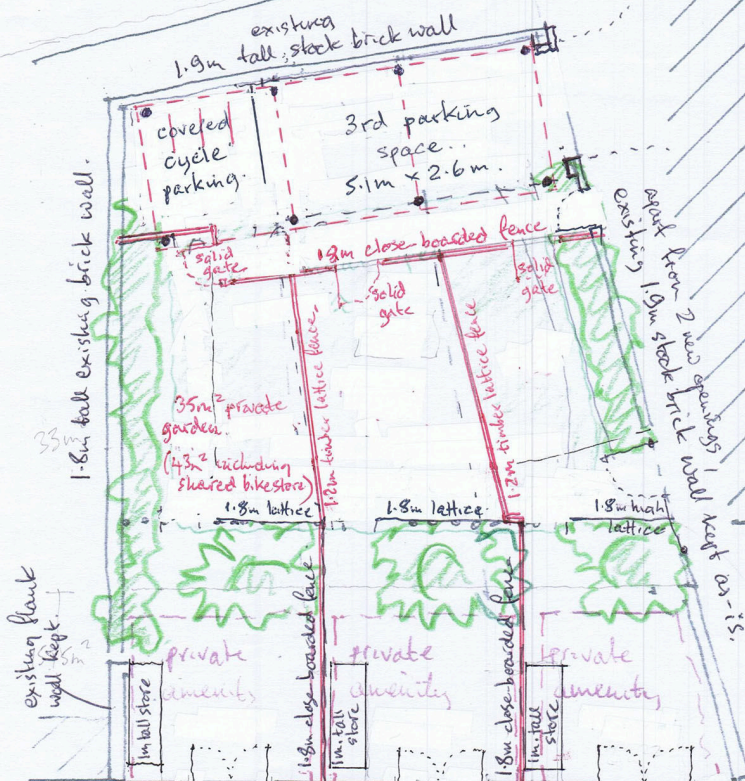 existing
1.9m tall, stock brick wall
covered
cycle
parking.
3rd parking
space..
5.1m × 2.6m.
1.8m tall existing brick wall.
apart from 2 new openings,
existing 1.9m stock brick wall kept as-is.
1.8m close-boarded fence
solid
gate
solid
gate
solid
gate
1.2m timber lattice fence.
1.2m timber lattice fence
35m² private
garden.
(43m² including
shared bikestore)
33m
1.8m lattice
1.8m lattice
1.8m high
lattice
existing flank
wall kept.
5m²
private
amenity
private
amenity
private
amenity
1.8m close-boarded fence
1.8m close-boarded fence
1m tall store
1m tall
store
1m tall
store